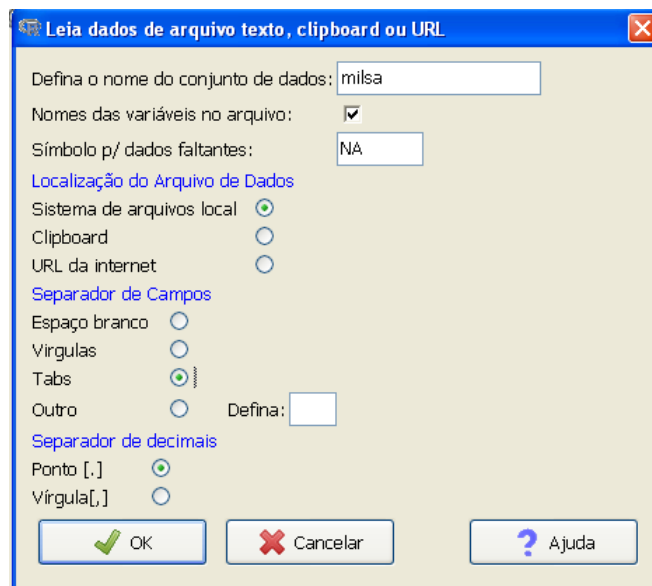 Leia dados de arquivo texto, clipboard ou URL
Defina o nome do conjunto de dados: milsa
Nomes das variáveis no arquivo:
Símbolo p/ dados faltantes: NA
Localização do Arquivo de Dados
Sistema de arquivos local
Clipboard
URL da internet
Separador de Campos
Espaço branco
Virgulas
Tabs
Outro Defina:
Separador de decimais
Ponto [.]
Vírgula[,]
OK Cancelar ? Ajuda